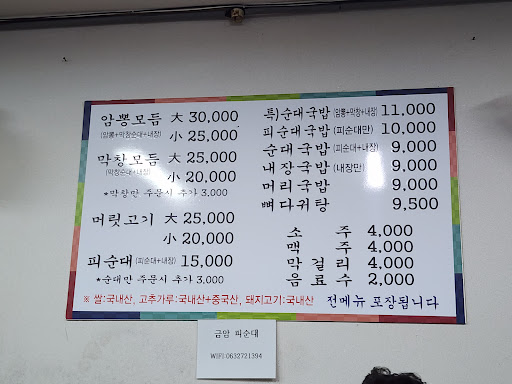 암뽕모듬 大 30,000
(암뽕+막창순대+내장) 小 25,000
막창모듬 大 25,000
(막창순대+내장) 小 20,000
*막창만 주문시 추가 3,000
머릿고기 大 25,000
小 20,000
피순대 (피순대+내장) 15,000
*순대만 주문시 추가 3,000
특)순대국밥 (암뽕+막창+내장) 11,000
피순대국밥 (피순대만) 10,000
순대국밥 (피순대+내장) 9,000
내장국밥 (내장만) 9,000
머리국밥 9,000
뼈다귀탕 9,500
소주 4,000
맥주 4,000
막걸리 4,000
음료수 2,000
※ 쌀:국내산, 고추가루:국내산+중국산, 돼지고기:국내산 전메뉴 포장됩니다
금암 피순대
WIFI:0632721394